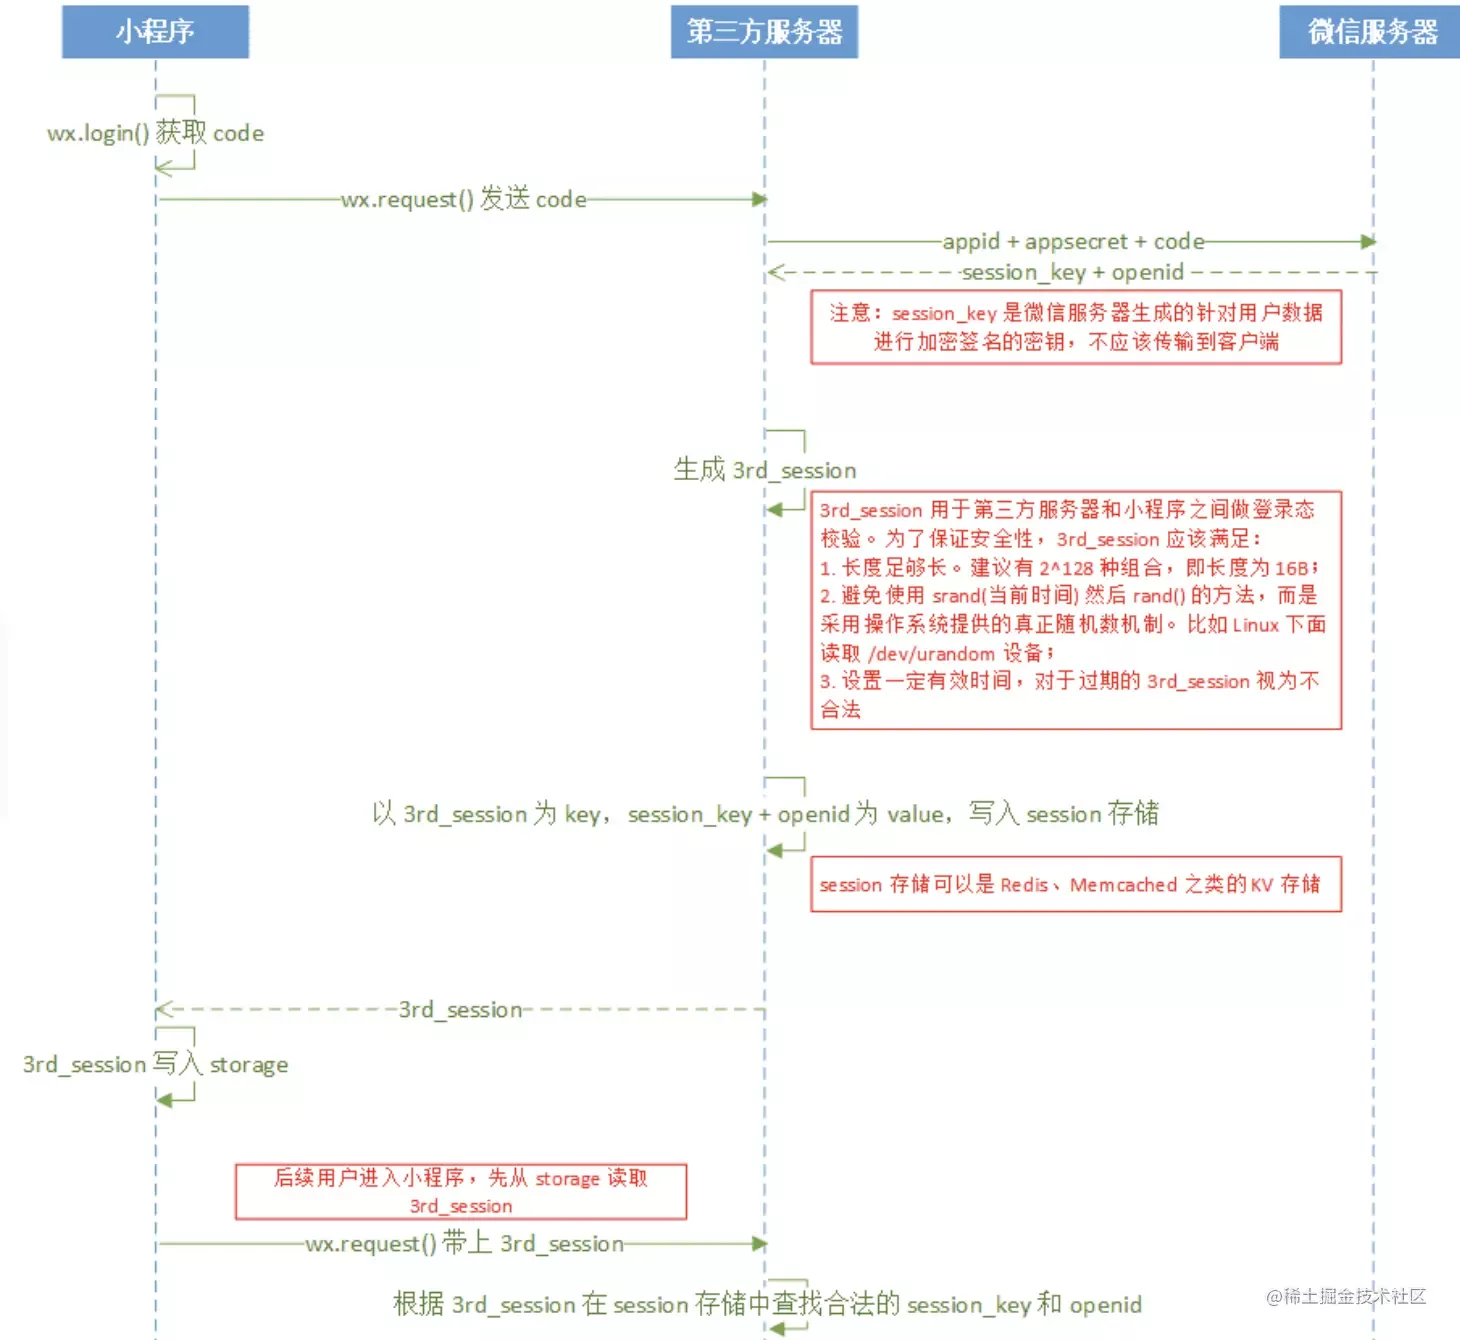 小程序
第三方服务器
微信服务器
wx.login() 获取 code
wx.request() 发送 code
appid + appsecret + code
session_key + openid
注意：session_key 是微信服务器生成的针对用户数据
进行加密签名的密钥，不应该传输到客户端
生成 3rd_session
3rd_session 用于第三方服务器和小程序之间做登录态
校验。为了保证安全性，3rd_session 应该满足：
1. 长度足够长。建议有 2^128 种组合，即长度为 16B；
2. 避免使用 srand(当前时间) 然后 rand() 的方法，而是
采用操作系统提供的真正随机数机制。比如 Linux 下面
读取 /dev/urandom 设备；
3. 设置一定有效时间，对于过期的 3rd_session 视为不
合法
以 3rd_session 为 key，session_key + openid 为 value，写入 session 存储
session 存储可以是 Redis、Memcached 之类的 KV 存储
3rd_session
3rd_session 写入 storage
后续用户进入小程序，先从 storage 读取
3rd_session
wx.request() 带上 3rd_session
根据 3rd_session 在 session 存储中查找合法的 session_key 和 openid
@稀土掘金技术社区